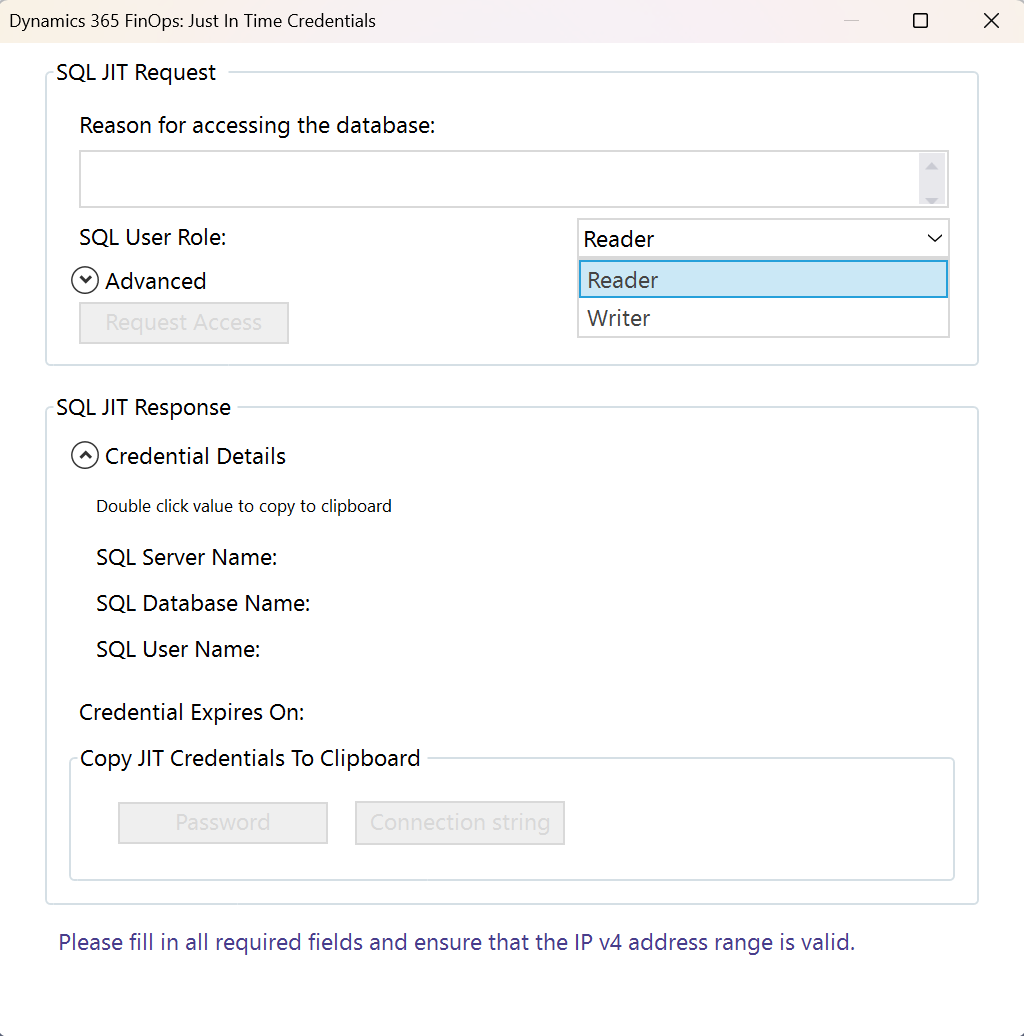 Dynamics 365 FinOps: Just In Time Credentials
SQL JIT Request
Reason for accessing the database:
SQL User Role:
Reader
Reader
Writer
Advanced
Request Access
SQL JIT Response
Credential Details
Double click value to copy to clipboard
SQL Server Name:
SQL Database Name:
SQL User Name:
Credential Expires On:
Copy JIT Credentials To Clipboard
Password
Connection string
Please fill in all required fields and ensure that the IP v4 address range is valid.